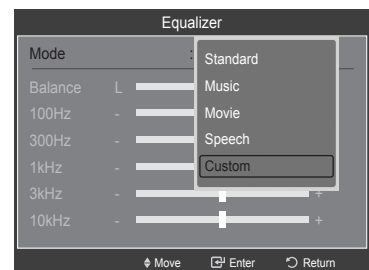 Equalizer
Mode :
Standard
Music
Movie
Speech
Custom
Balance L
100Hz -
300Hz -
1kHz -
3kHz - +
10kHz - +
Move Enter Return